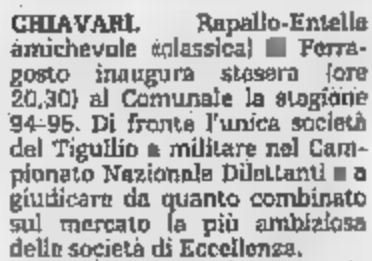 CHIAVARI. Rapallo-Entella
amichevole (classica) ■ Ferra-
gosto inaugura stasera (ore
20,30) al Comunale la stagione
94-95. Di fronte l'unica società
del Tigullio a militare nel Cam-
pionato Nazionale Dilettanti ■ a
giudicare da quanto combinato
sul mercato la più ambiziosa
delle società di Eccellenza.